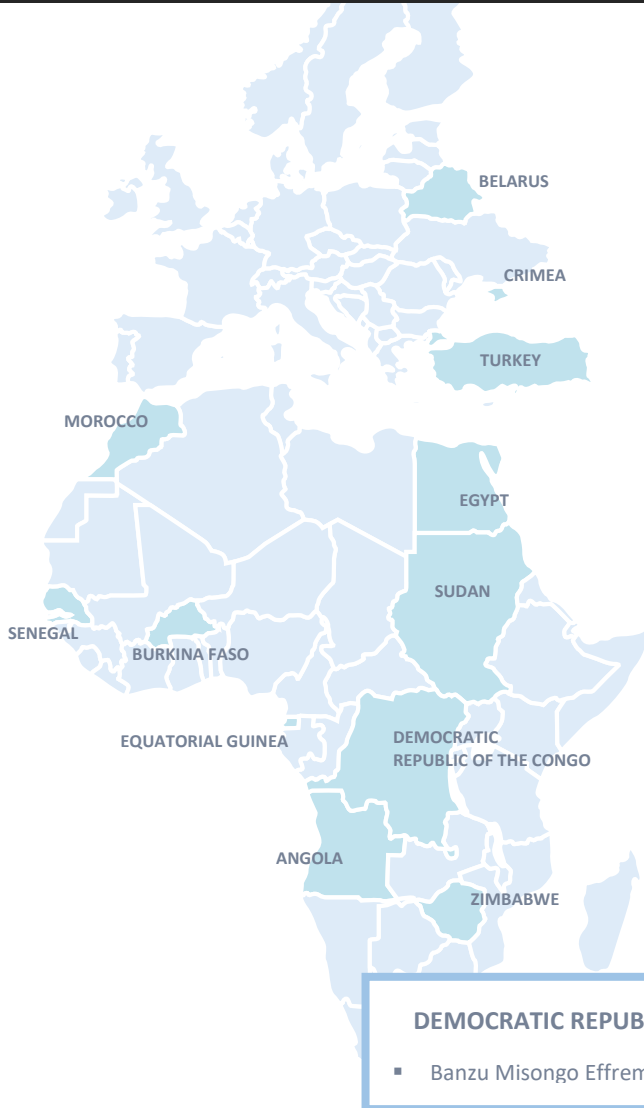 BELARUS
CRIMEA
TURKEY
MOROCCO
EGYPT
SUDAN
SENEGAL
BURKINA FASO
EQUATORIAL GUINEA
DEMOCRATIC
REPUBLIC OF THE CONGO
ANGOLA
ZIMBABWE
DEMOCRATIC REPUB
▪ Banzu Misongo Effrem